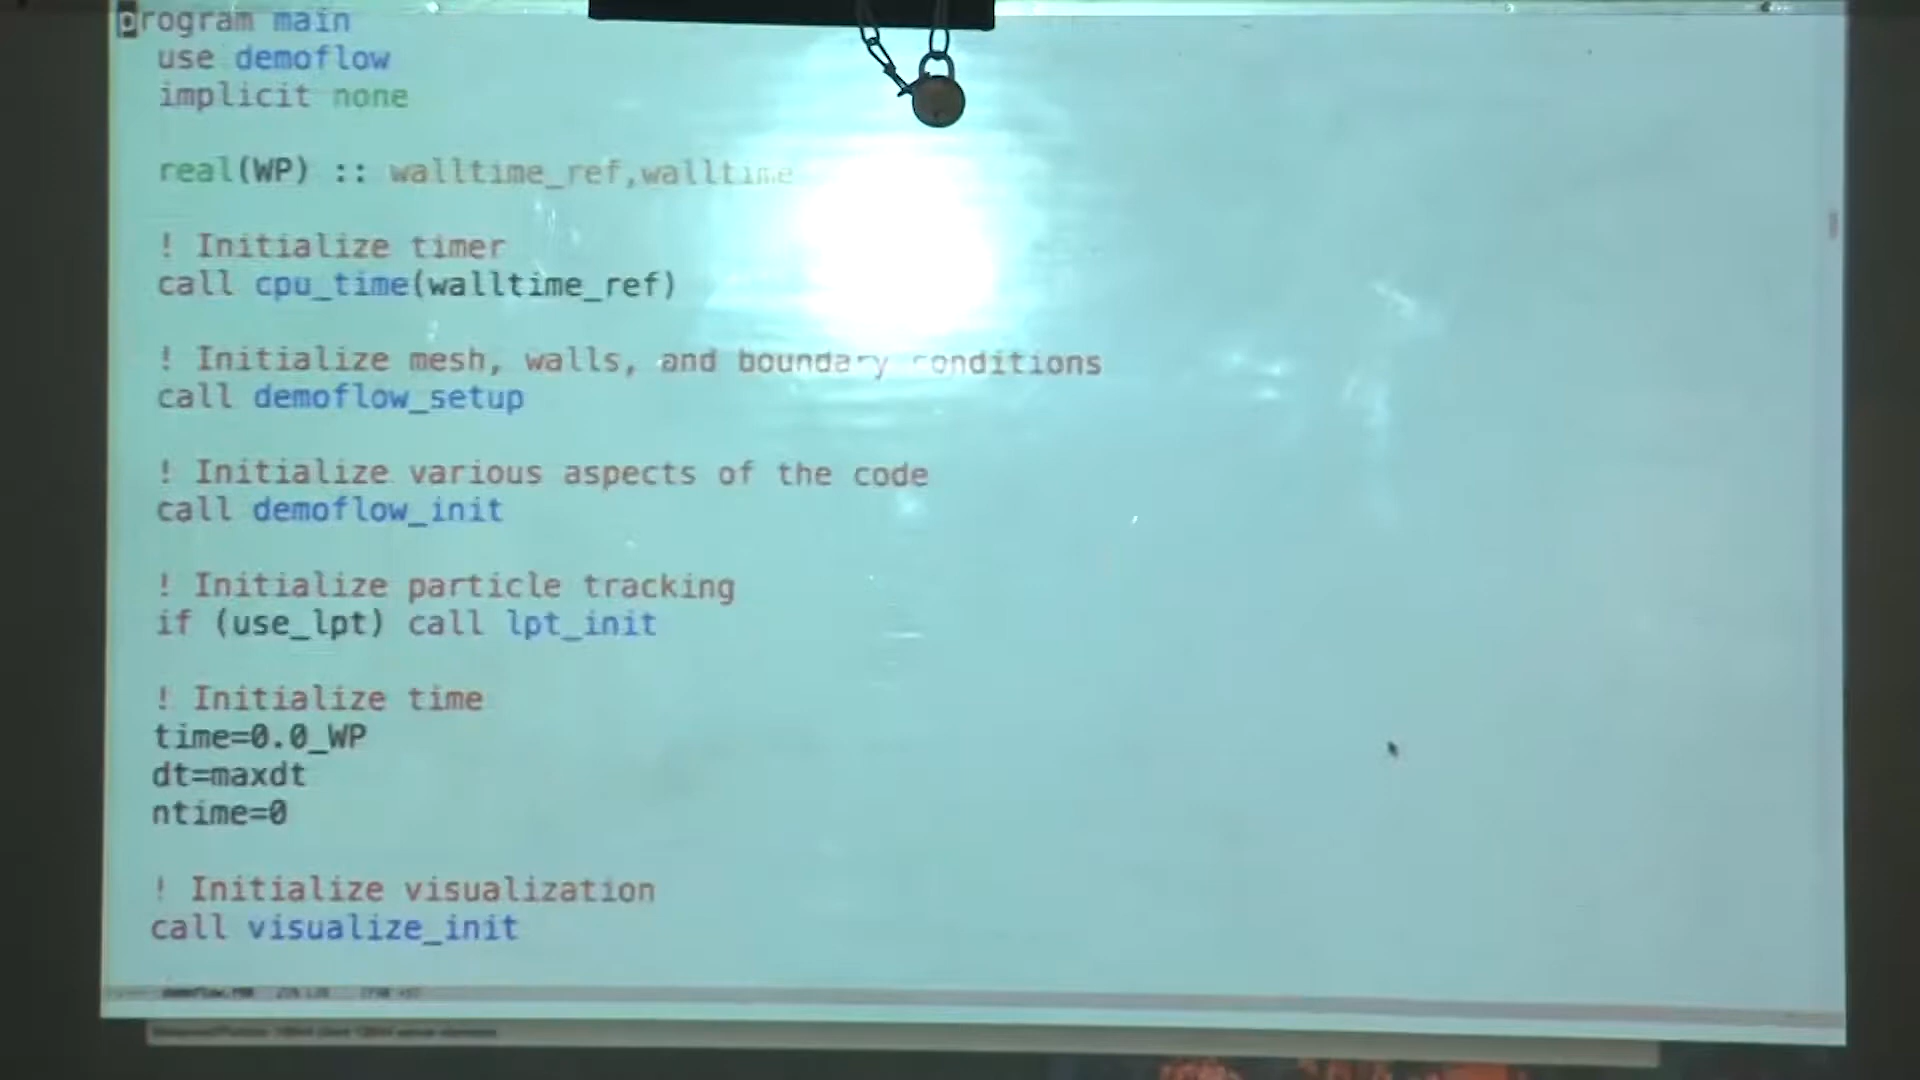 program main
use demoflow
implicit none
real(WP) :: walltime_ref,walltime
! Initialize timer
call cpu_time(walltime_ref)
! Initialize mesh, walls, and boundary conditions
call demoflow_setup
! Initialize various aspects of the code
call demoflow_init
! Initialize particle tracking
if (use_lpt) call lpt_init
! Initialize time
time=0.0_WP
dt=maxdt
ntime=0
! Initialize visualization
call visualize_init